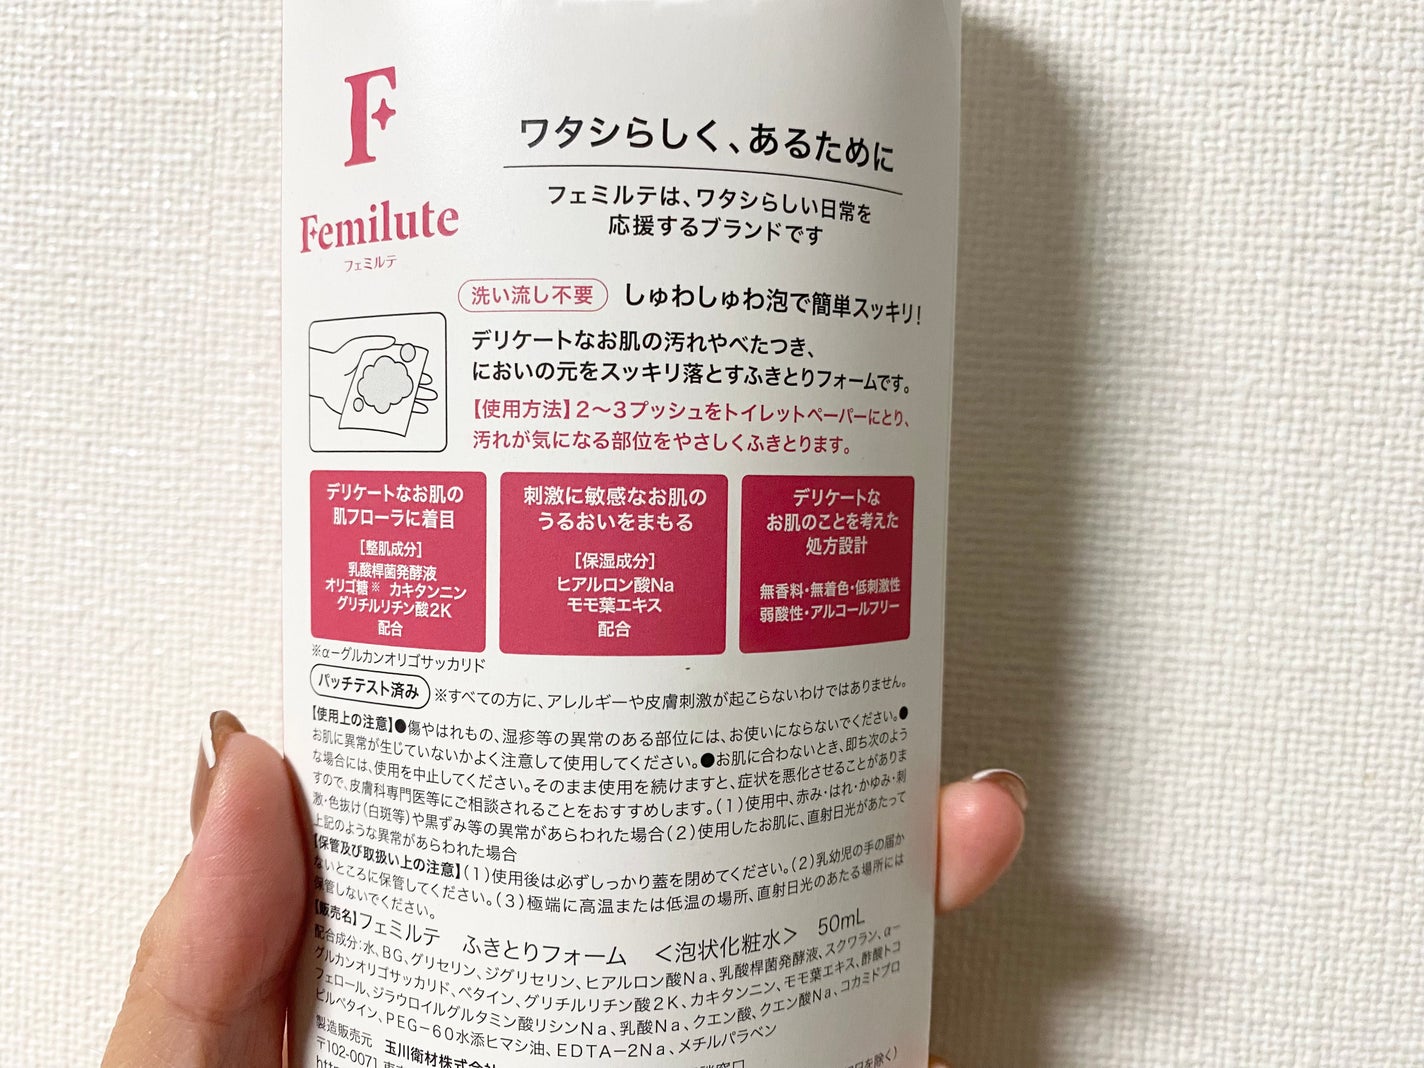 F
Femilute
フェミルテ
ワタシらしく、あるために
フェミルテは、ワタシらしい日常を
応援するブランドです
洗い流し不要 しゅわしゅわ泡で簡単スッキリ！
デリケートなお肌の汚れやべたつき、
においの元をスッキリ落とすふきとりフォームです。
【使用方法】2〜3プッシュをトイレットペーパーにとり、
汚れが気になる部位をやさしくふきとります。
デリケートなお肌の
肌フローラに着目
［整肌成分］
乳酸桿菌発酵液
オリゴ糖※ カキタンニン
グリチルリチン酸2K
配合
刺激に敏感なお肌の
うるおいをまもる
［保湿成分］
ヒアルロン酸Na
モモ葉エキス
配合
デリケートな
お肌のことを考えた
処方設計
無香料・無着色・低刺激性
弱酸性・アルコールフリー
※α−グルカンオリゴサッカリド
パッチテスト済み ※すべての方に、アレルギーや皮膚刺激が起こらないわけではありません。
【使用上の注意】●傷やはれもの、湿疹等の異常のある部位には、お使いにならないでください。●
お肌に異常が生じていないかよく注意して使用してください。●お肌に合わないとき、即ち次のよう
な場合には、使用を中止してください。そのまま使用を続けますと、症状を悪化させることがありま
すので、皮膚科専門医等にご相談されることをおすすめします。（1）使用中、赤み・はれ・かゆみ・刺
激・色抜け（白斑等）や黒ずみ等の異常があらわれた場合（2）使用したお肌に、直射日光があたって
上記のような異常があらわれた場合
【保管及び取扱い上の注意】（1）使用後は必ずしっかり蓋を閉めてください。（2）乳幼児の手の届か
ないところに保管してください。（3）極端に高温または低温の場所、直射日光のあたる場所には
保管しないでください。
【販売名】フェミルテ ふきとりフォーム ＜泡状化粧水＞ 50mL
配合成分：水、BG、グリセリン、ジグリセリン、ヒアルロン酸Na、乳酸桿菌発酵液、スクワラン、α−
グルカンオリゴサッカリド、ベタイン、グリチルリチン酸2K、カキタンニン、モモ葉エキス、酢酸トコ
フェロール、ジラウロイルグルタミン酸リシンNa、乳酸Na、クエン酸、クエン酸Na、コカミドプロ
ピルベタイン、PEG−60水添ヒマシ油、EDTA−2Na、メチルパラベン
製造販売元 玉川衛材株式会
〒102-0071